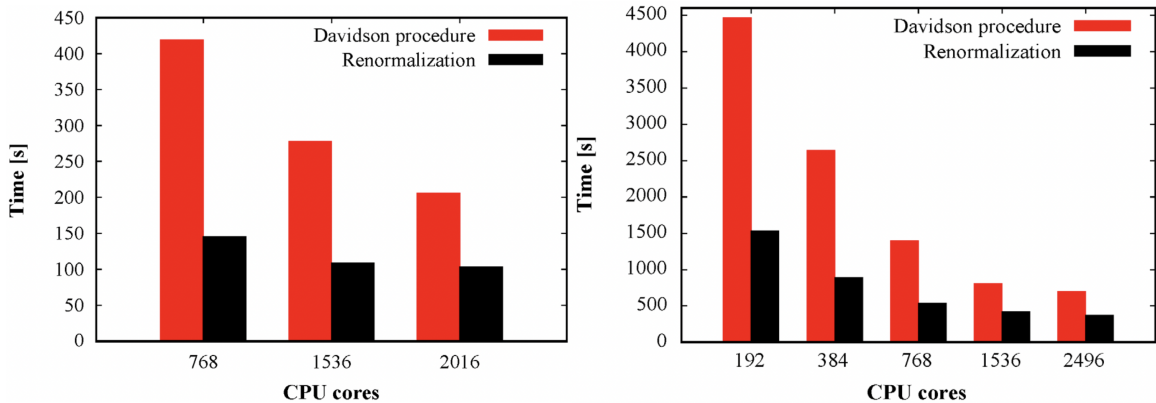 Davidson procedure
Renormalization
450
400
350
300
250
200
150
100
50
0
Time [s]
768 1536 2016
CPU cores
Davidson procedure
Renormalization
4500
4000
3500
3000
2500
2000
1500
1000
500
0
Time [s]
192 384 768 1536 2496
CPU cores